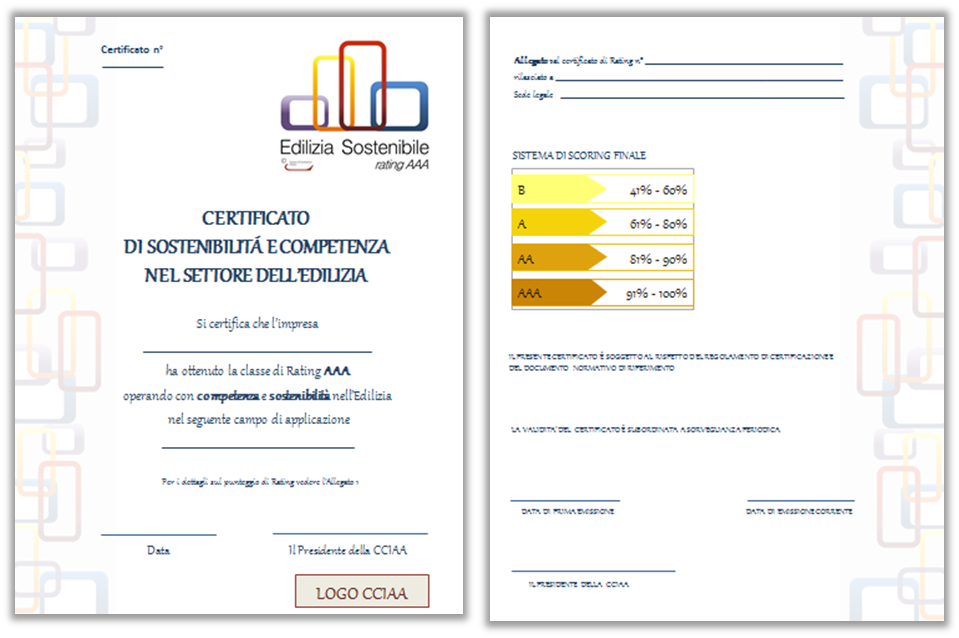 Certificato n°
Edilizia Sostenibile
rating AAA
CERTIFICATO
DI SOSTENIBILITÁ E COMPETENZA
NEL SETTORE DELL'EDILIZIA
Si certifica che l'impresa
ha ottenuto la classe di Rating AAA
operando con competenza e sostenibilità nell'Edilizia
nel seguente campo di applicazione
Per i dettagli sul punteggio di Rating vedere l'Allegato 1
Data
Il Presidente della CCIAA
LOGO CCIAA
Allegato al certificato di Rating n°
rilasciato a
Sede legale
SISTEMA DI SCORING FINALE
B 41% - 60%
A 61% - 80%
AA 81% - 90%
AAA 91% - 100%
IL PRESENTE CERTIFICATO È SOGGETTO AL RISPETTO DEL REGOLAMENTO DI CERTIFICAZIONE E
DEL DOCUMENTO NORMATIVO DI RIFERIMENTO
LA VALIDITA' DEL CERTIFICATO È SUBORDINATA A SORVEGLIANZA PERIODICA
DATA DI PRIMA EMISSIONE
DATA DI EMISSIONE CORRENTE
IL PRESIDENTE DELLA CCIAA